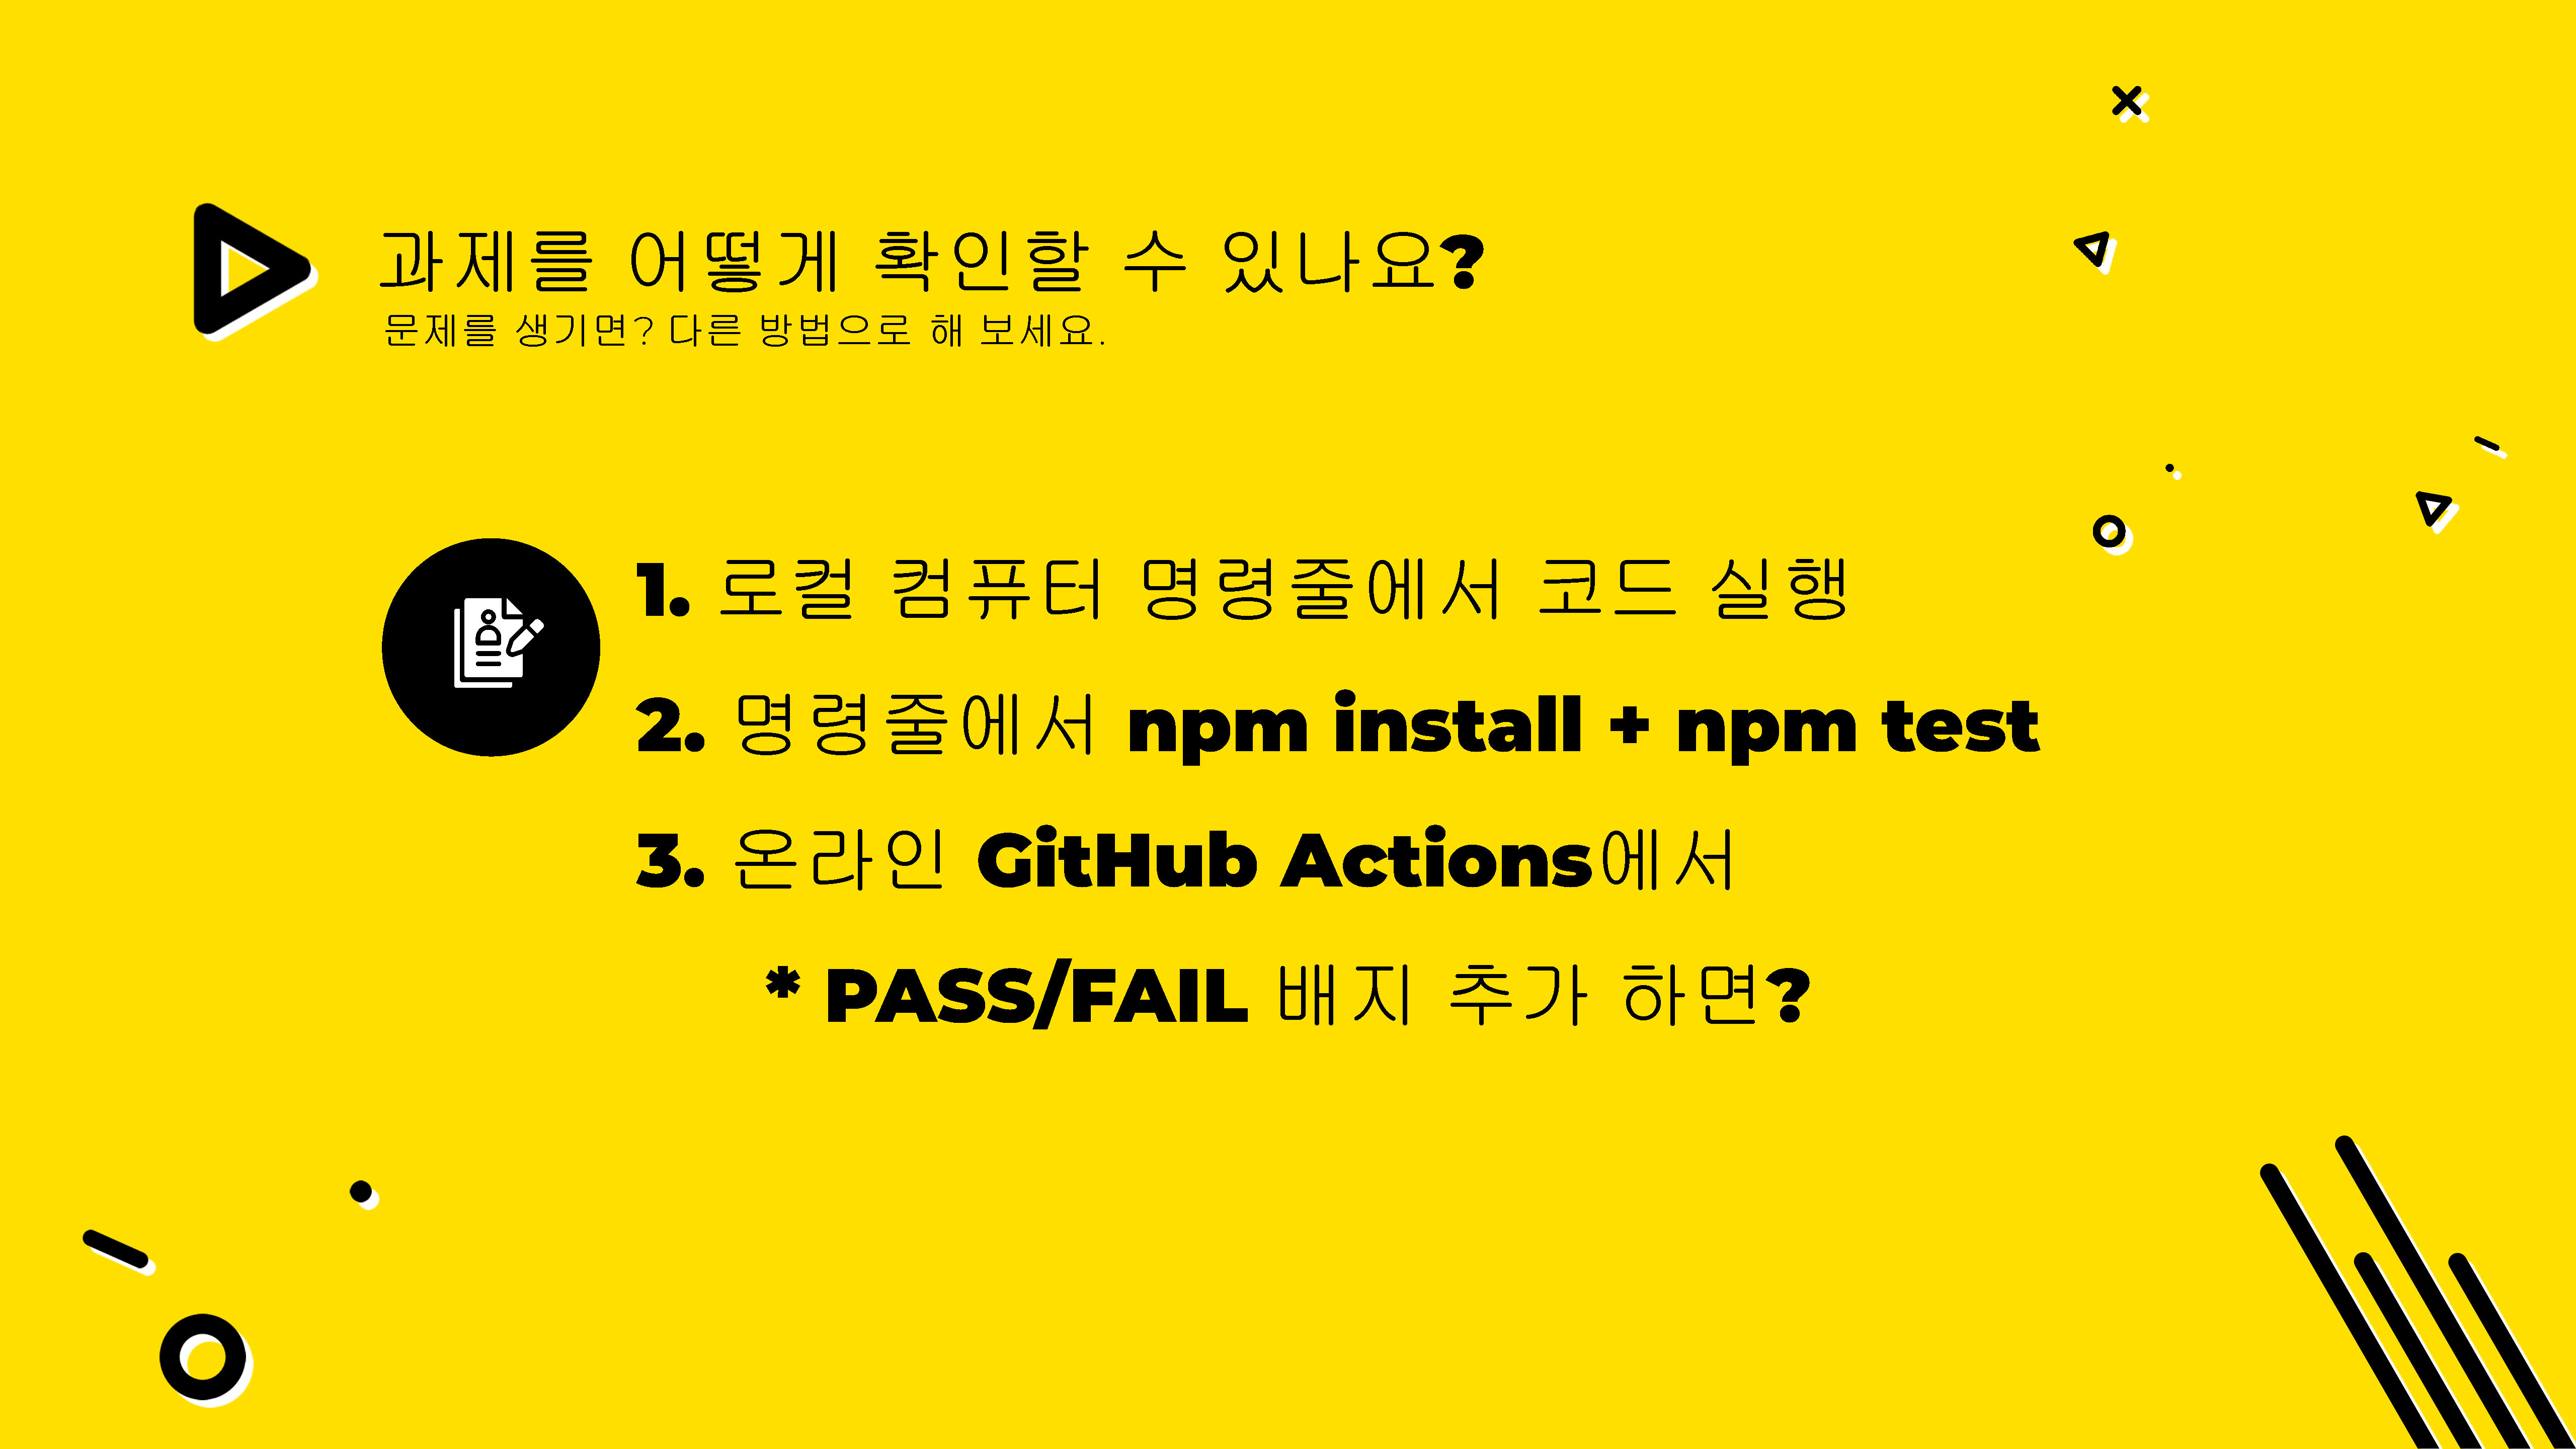 과제를 어떻게 확인할 수 있나요?
문제를 생기면? 다른 방법으로 해 보세요.
1. 로컬 컴퓨터 명령줄에서 코드 실행
2. 명령줄에서 npm install + npm test
3. 온라인 GitHub Actions에서
* PASS/FAIL 배지 추가 하면?